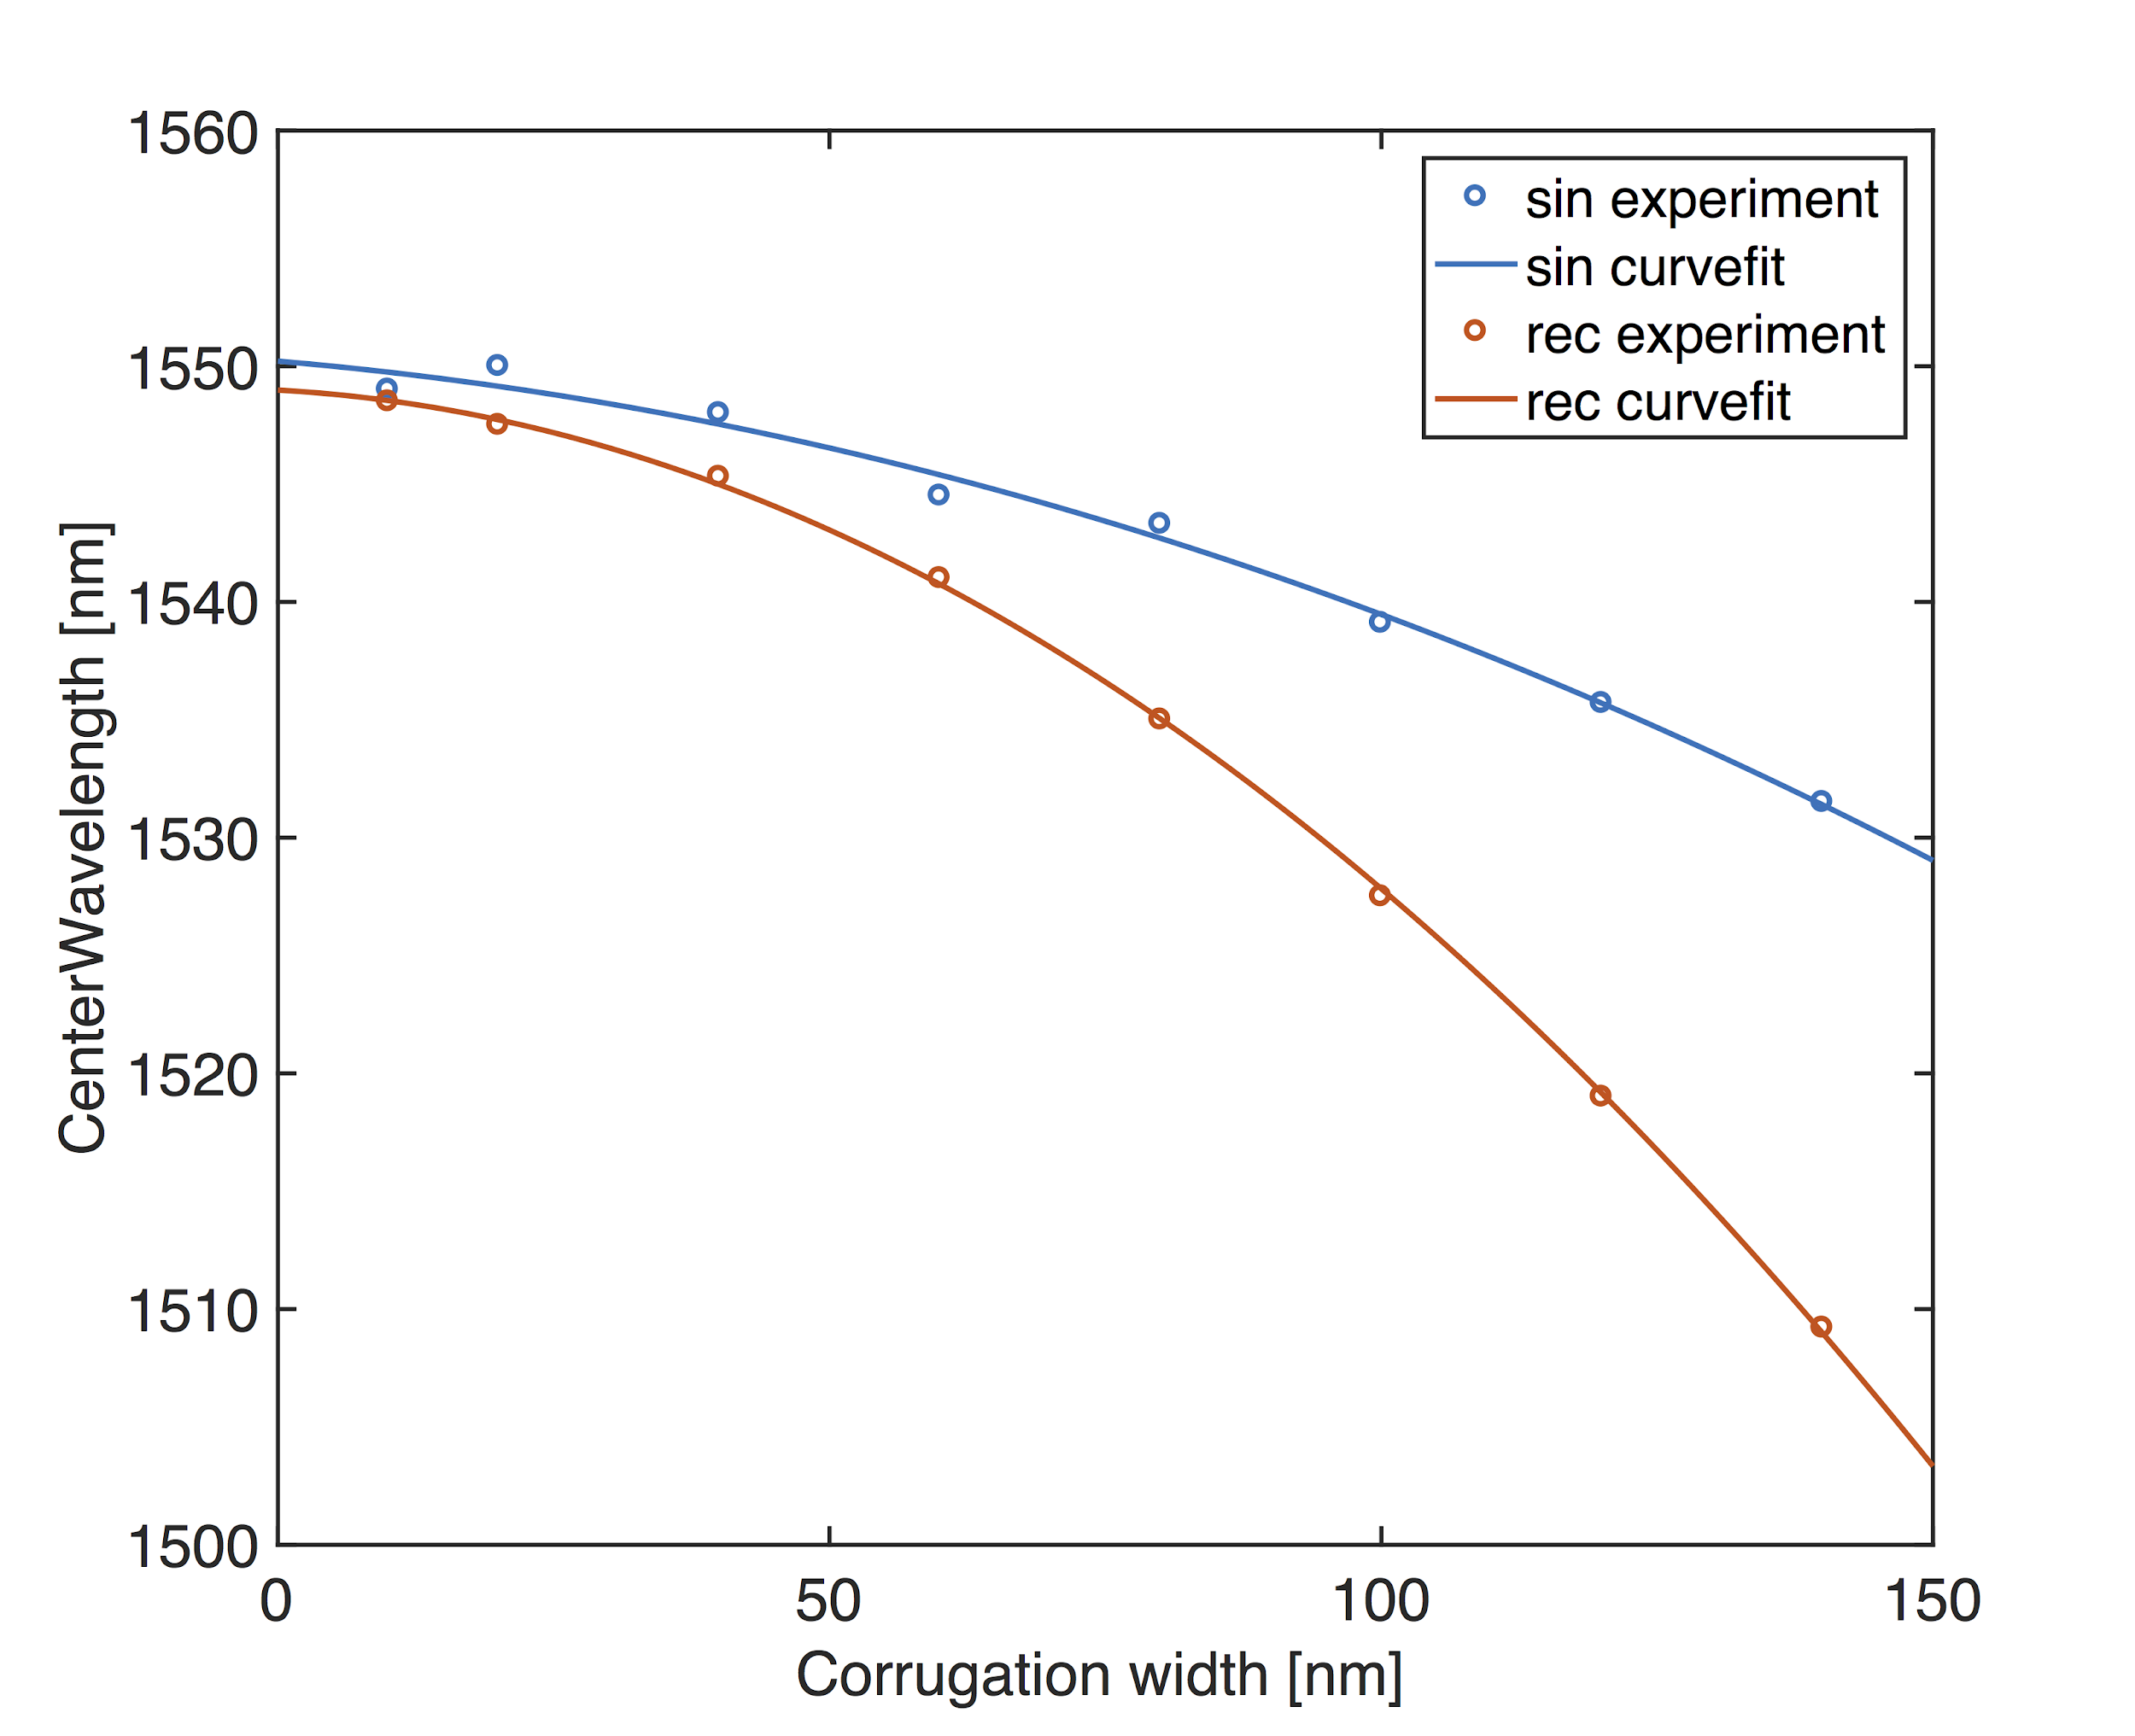 1560
1550
1540
1530
1520
1510
1500
0
50
100
150
CenterWavelength [nm]
Corrugation width [nm]
sin experiment
sin curvefit
rec experiment
rec curvefit